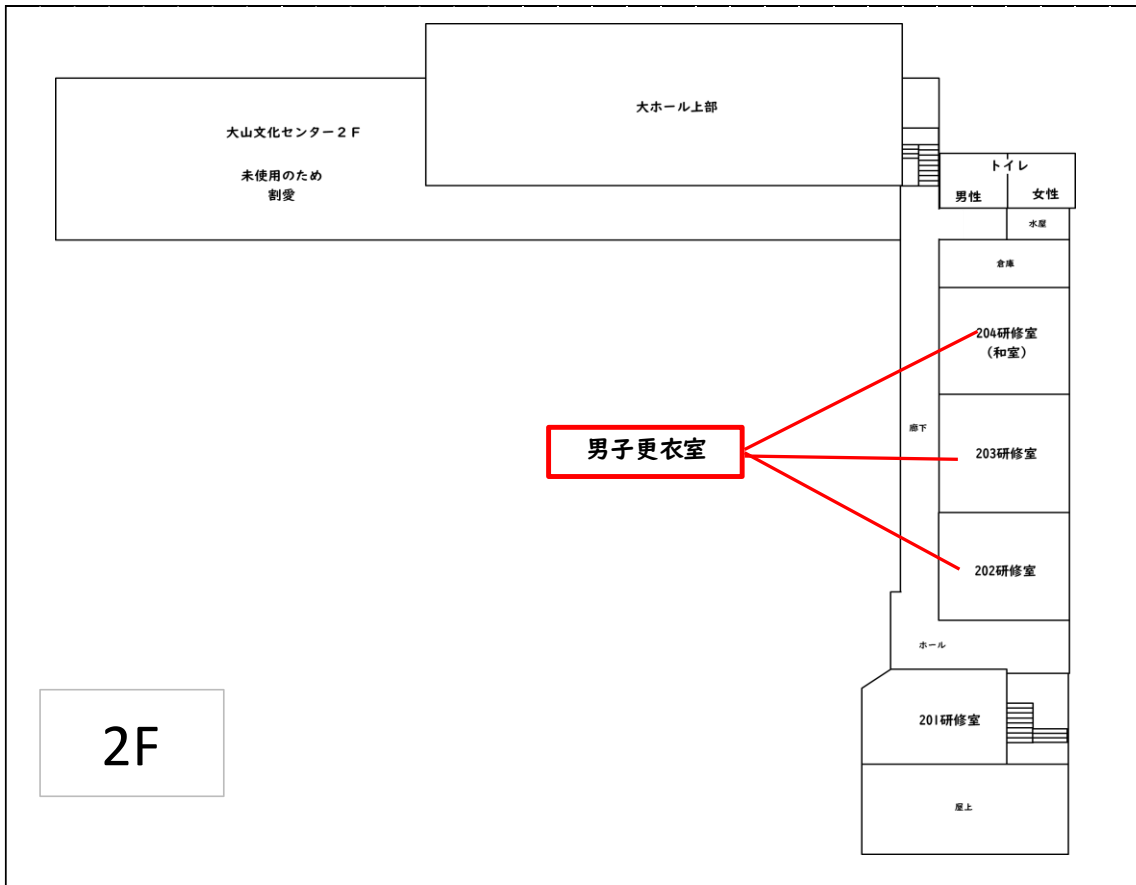 大ホール上部
大山文化センター２Ｆ
未使用のため
割愛
トイレ
男性
女性
水屋
倉庫
204研修室
（和室）
男子更衣室
廊下
203研修室
202研修室
ホール
201研修室
2F
屋上